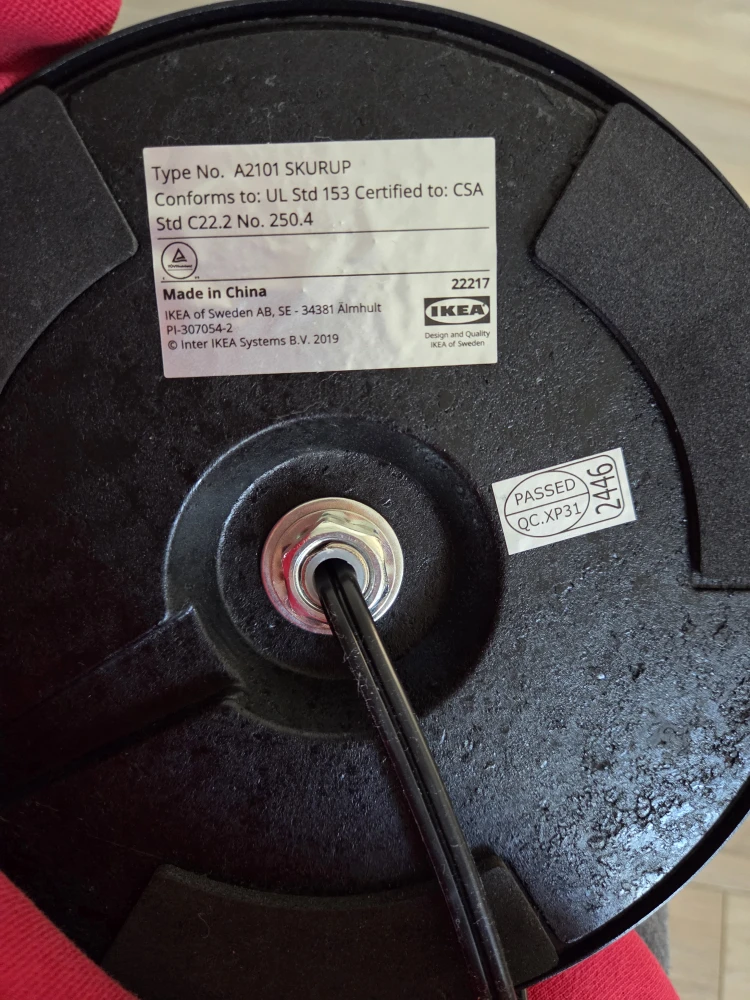 Type No. A2101 SKURUP
Conforms to: UL Std 153 Certified to: CSA
Std C22.2 No. 250.4
Made in China
22217
IKEA of Sweden AB, SE - 34381 Älmhult
PI-307054-2
© Inter IKEA Systems B.V. 2019
IKEA
Design and Quality
IKEA of Sweden
PASSED
QC.XP31
2446